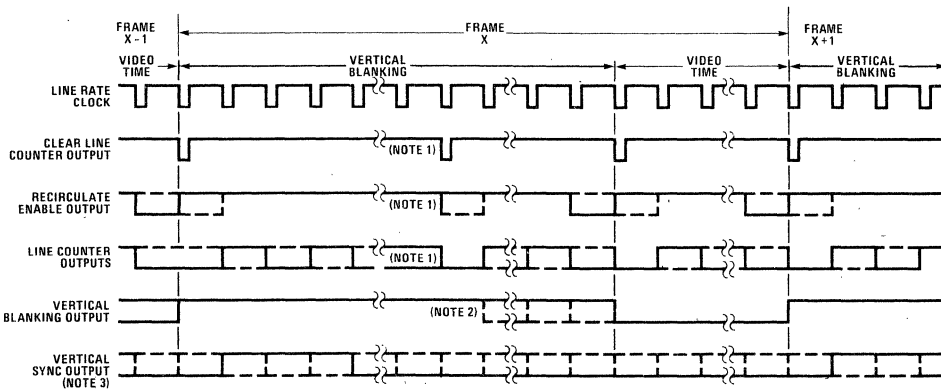 FRAME
X-1
FRAME
X
FRAME
X+1
VIDEO
TIME
VERTICAL
BLANKING
VIDEO
TIME
VERTICAL
BLANKING
LINE RATE
CLOCK
CLEAR LINE
COUNTER OUTPUT
(NOTE 1)
RECIRCULATE
ENABLE OUTPUT
(NOTE 1)
LINE COUNTER
OUTPUTS
(NOTE 1)
VERTICAL
BLANKING OUTPUT
(NOTE 2)
VERTICAL
SYNC OUTPUT
(NOTE 3)